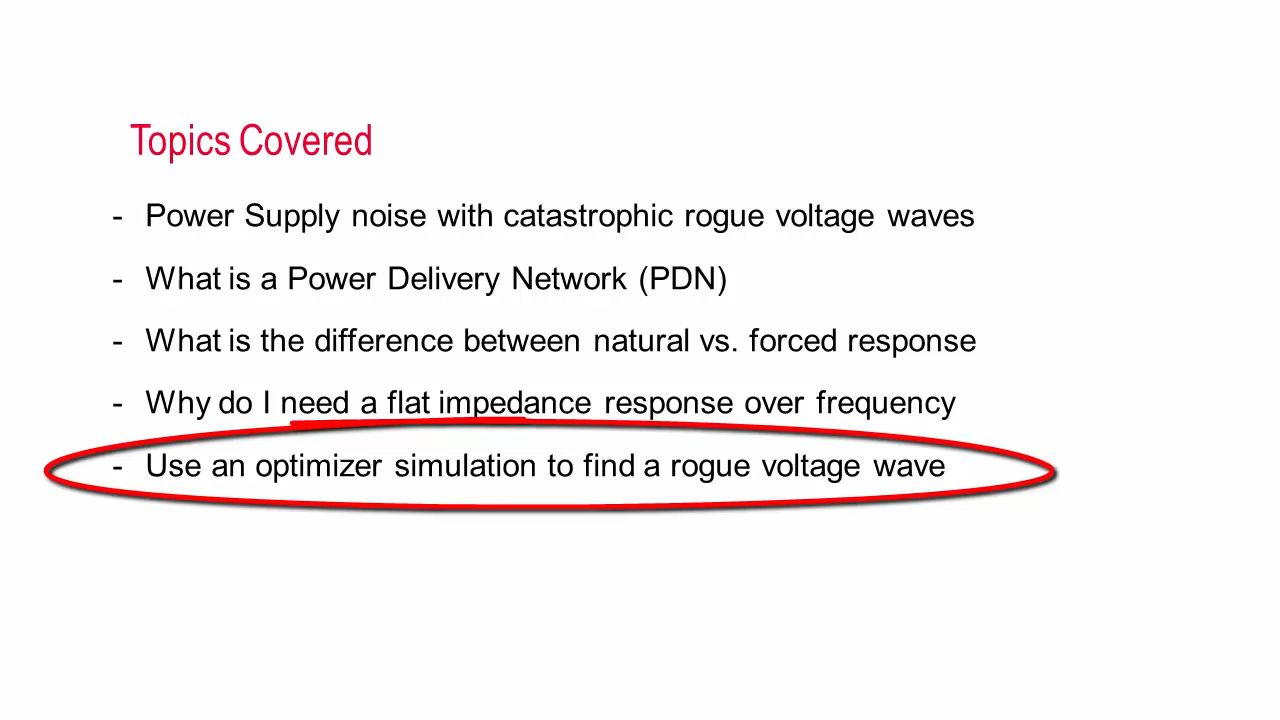 Topics Covered
- Power Supply noise with catastrophic rogue voltage waves
- What is a Power Delivery Network (PDN)
- What is the difference between natural vs. forced response
- Why do I need a flat impedance response over frequency
- Use an optimizer simulation to find a rogue voltage wave